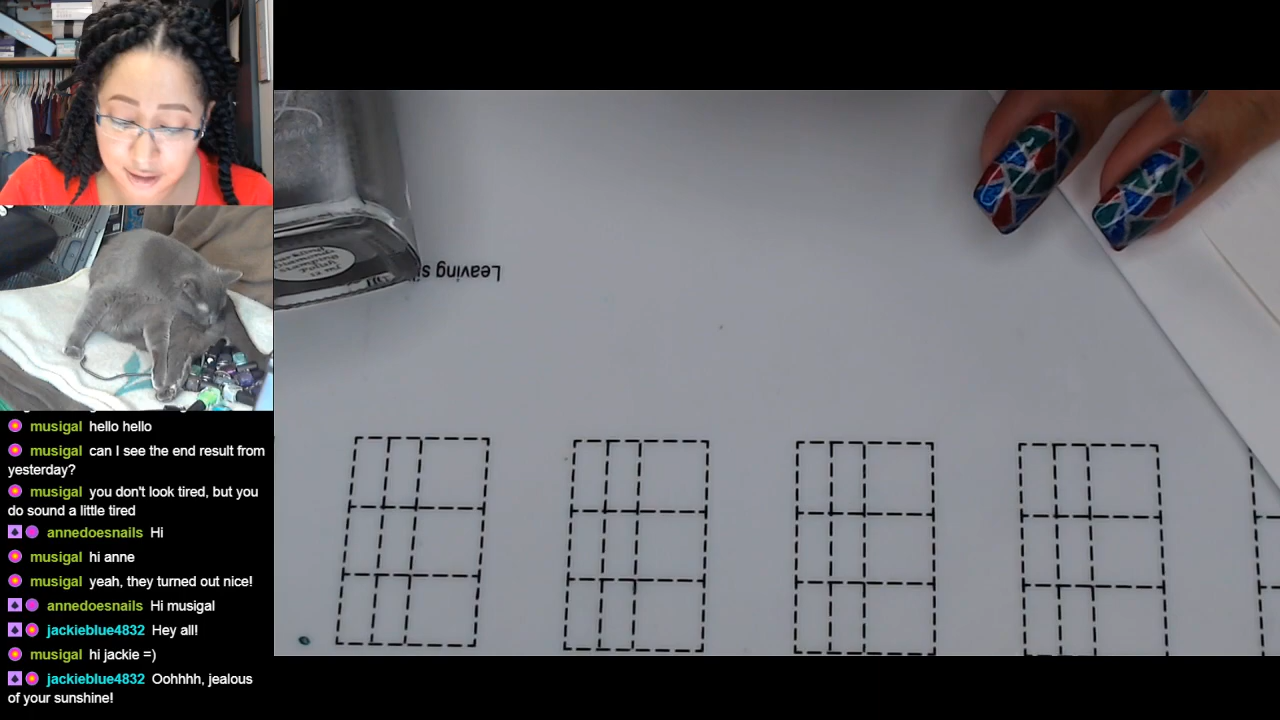 musigal hello hello
musigal can I see the end result from
yesterday?
musigal you don't look tired, but you
do sound a little tired
annedoesnails Hi
musigal hi anne
musigal yeah, they turned out nice!
annedoesnails Hi musigal
jackieblue4832 Hey all!
musigal hi jackie =)
jackieblue4832 Oohhhh, jealous
of your sunshine!
Leaving